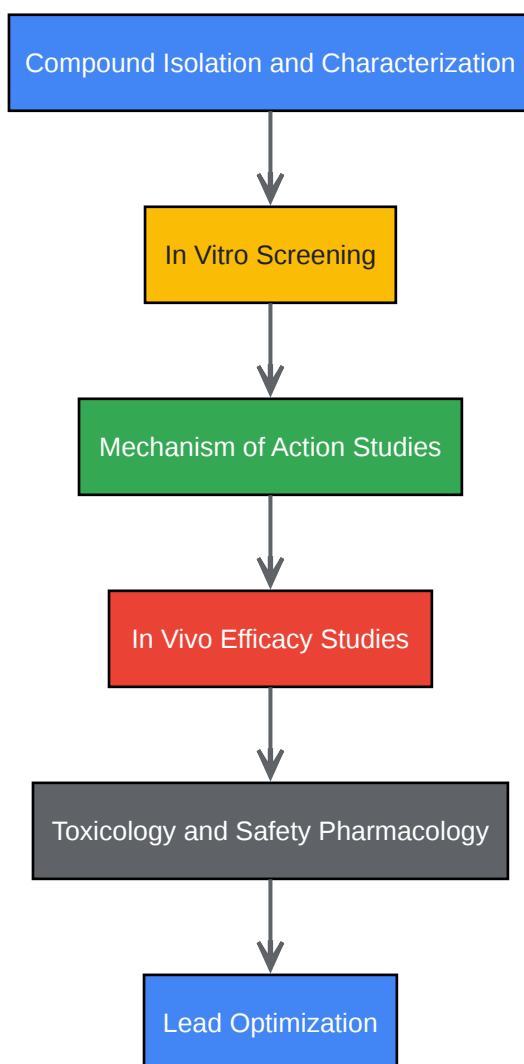 Compound Isolation and Characterization
In Vitro Screening
Mechanism of Action Studies
In Vivo Efficacy Studies
Toxicology and Safety Pharmacology
Lead Optimization